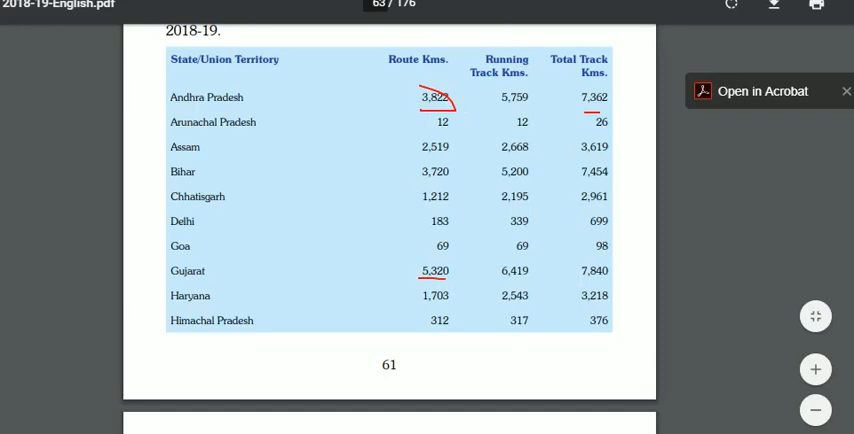 2018-19-English.pdf
63 / 176
2018-19.
State/Union Territory Route Kms. Running Track Kms. Total Track Kms.
Andhra Pradesh 3,822 5,759 7,362
Open in Acrobat
Arunachal Pradesh 12 12 26
Assam 2,519 2,668 3,619
Bihar 3,720 5,200 7,454
Chhatisgarh 1,212 2,195 2,961
Delhi 183 339 699
Goa 69 69 98
Gujarat 5,320 6,419 7,840
Haryana 1,703 2,543 3,218
Himachal Pradesh 312 317 376
61